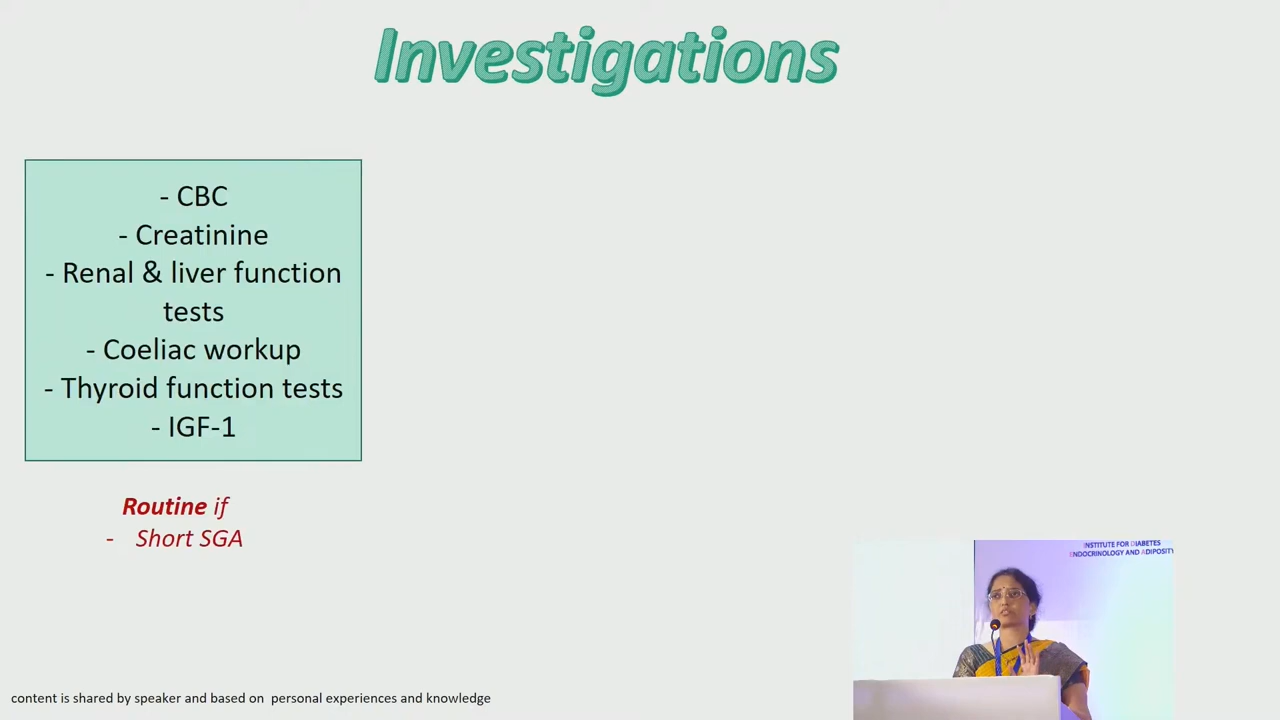 Investigations
- CBC
- Creatinine
- Renal & liver function
tests
- Coeliac workup
- Thyroid function tests
- IGF-1
Routine if
- Short SGA
INSTITUTE FOR DIABETES
ENDOCRINOLOGY AND ADIPOSITY
content is shared by speaker and based on personal experiences and knowledge